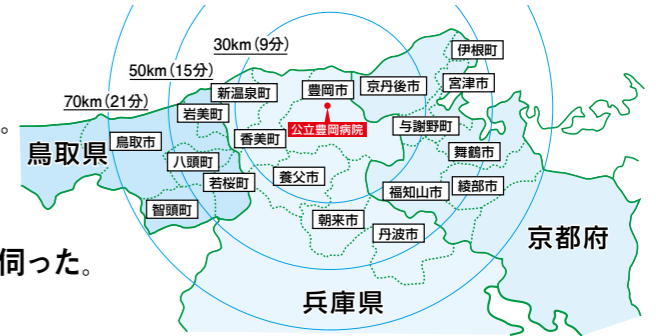 30km(9分)
50km(15分)
70km(21分)
。
伊根町
京丹後市
宮津市
豊岡市
新温泉町
岩美町
公立豊岡病院
与謝野町
香美町
鳥取市
鳥取県
八頭町
舞鶴市
養父市
若桜町
福知山市
綾部市
智頭町
朝来市
丹波市
京都府
伺った。
兵庫県